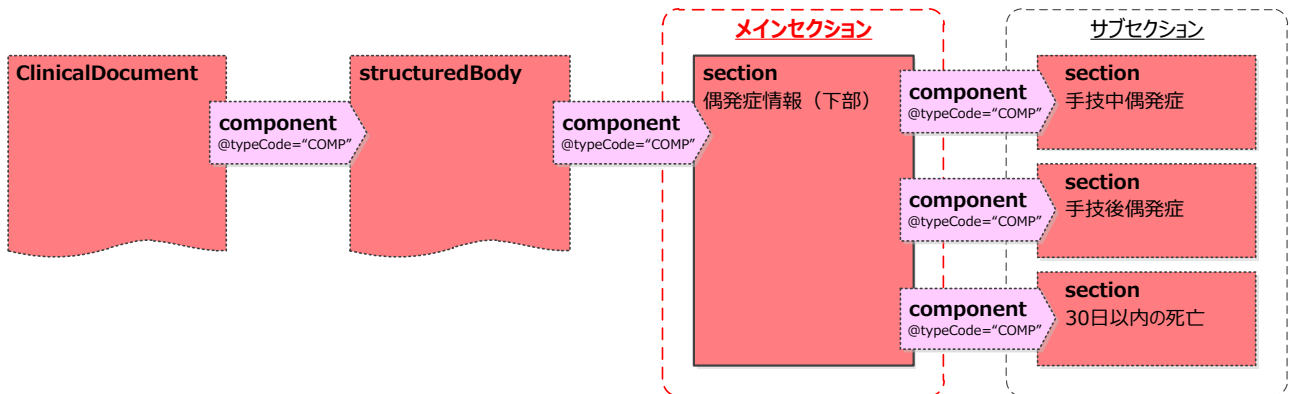 メインセクション
サブセクション
ClinicalDocument
component
@typeCode=“COMP”
structuredBody
component
@typeCode=“COMP”
section
偶発症情報（下部）
component
@typeCode=“COMP”
section
手技中偶発症
component
@typeCode=“COMP”
section
手技後偶発症
component
@typeCode=“COMP”
section
30日以内の死亡